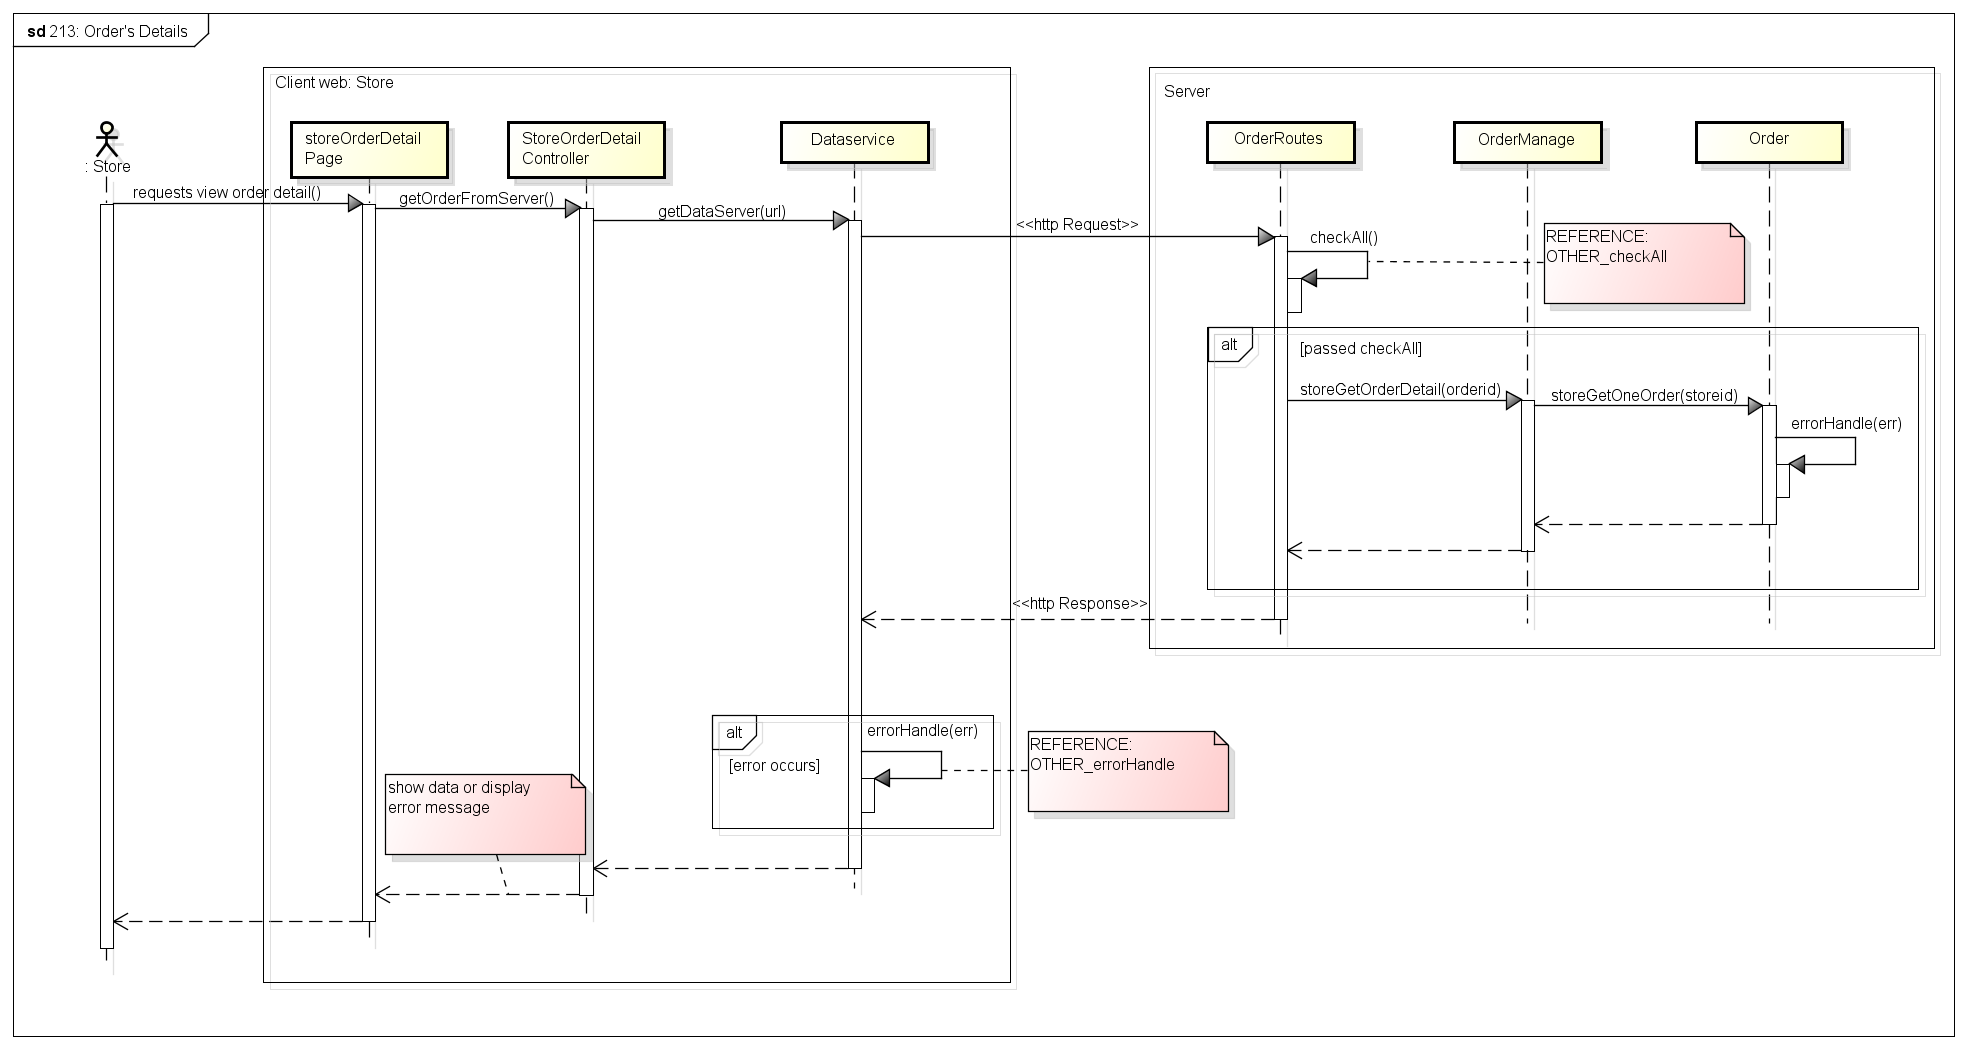 sd 213: Order's Details
Client web: Store
Server
: Store
storeOrderDetail
Page
StoreOrderDetail
Controller
Dataservice
OrderRoutes
OrderManage
Order
requests view order detail()
getOrderFromServer()
getDataServer(url)
<<http Request>>
checkAll()
REFERENCE:
OTHER_checkAll
alt
[passed checkAll]
storeGetOrderDetail(orderid)
storeGetOneOrder(storeid)
errorHandle(err)
<<http Response>>
alt
errorHandle(err)
[error occurs]
REFERENCE:
OTHER_errorHandle
show data or display
error message